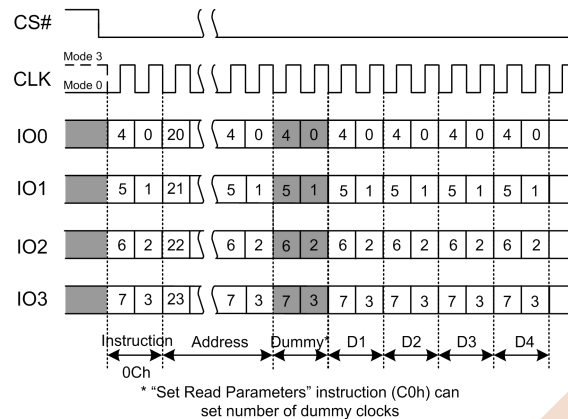 CS#
Mode 3
CLK
Mode 0
IO0 4 0 20 4 0 4 0 4 0 4 0 4 0 4 0
IO1 5 1 21 5 1 5 1 5 1 5 1 5 1 5 1
IO2 6 2 22 6 2 6 2 6 2 6 2 6 2 6 2
IO3 7 3 23 7 3 7 3 7 3 7 3 7 3 7 3
Instruction Address Dummy* D1 D2 D3 D4
0Ch
* “Set Read Parameters” instruction (C0h) can
set number of dummy clocks